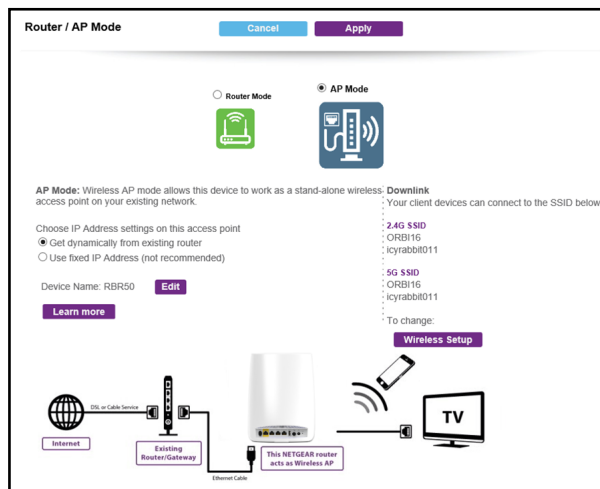 Router / AP Mode
Cancel
Apply
Router Mode
AP Mode
AP Mode: Wireless AP mode allows this device to work as a stand-alone wireless
access point on your existing network.
Choose IP Address settings on this access point
Get dynamically from existing router
Use fixed IP Address (not recommended)
Device Name: RBR50
Edit
Learn more
Downlink
Your client devices can connect to the SSID below
2.4G SSID
ORBI16
icyrabbit011
5G SSID
ORBI16
icyrabbit011
To change:
Wireless Setup
DSL or Cable Service
Internet
Existing
Router/Gateway
Ethernet Cable
This NETGEAR router
acts as Wireless AP
TV